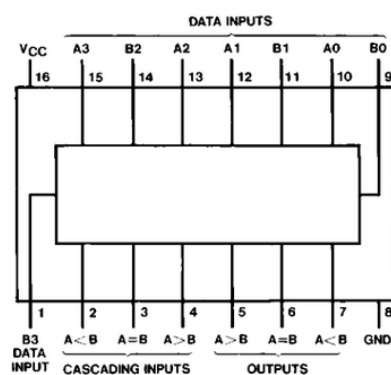 DATA INPUTS
VCC A3 B2 A2 A1 B1 A0 B0
16 15 14 13 12 11 10 9
1 2 3 4 5 6 7 8
B3 A<B A=B A>B A>B A=B A<B GND
DATA
INPUT CASCADING INPUTS OUTPUTS